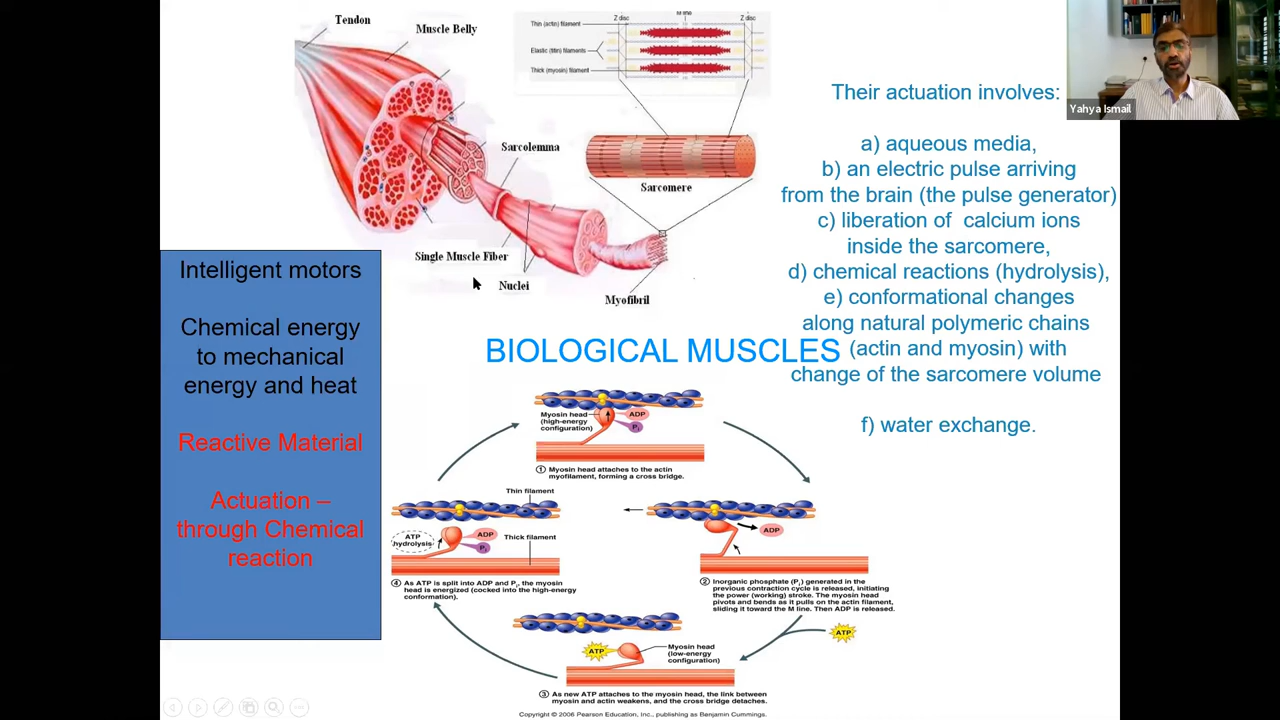 Tendon
Muscle Belly
Sarcolemma
Single Muscle Fiber
Nuclei
Myofibril
Sarcomere
Z disc
M line
Z disc
Thin (actin) filament
Elastic (titin) filaments
Thick (myosin) filament
Yahya Ismail
Their actuation involves:
a) aqueous media,
b) an electric pulse arriving
from the brain (the pulse generator)
c) liberation of calcium ions
inside the sarcomere,
d) chemical reactions (hydrolysis),
e) conformational changes
along natural polymeric chains
(actin and myosin) with
change of the sarcomere volume
f) water exchange.
Intelligent motors
Chemical energy
to mechanical
energy and heat
Reactive Material
Actuation –
through Chemical
reaction
BIOLOGICAL MUSCLES
Myosin head
(high-energy
configuration)
ADP
Pi
1 Myosin head attaches to the actin
myofilament, forming a cross bridge.
ADP
2 Inorganic phosphate (Pi) generated in the
previous contraction cycle is released, initiating
the power (working) stroke. The myosin head
pivots and bends as it pulls on the actin filament,
sliding it toward the M line. Then ADP is released.
ATP
ATP
Myosin head
(low-energy
configuration)
3 As new ATP attaches to the myosin head, the link between
myosin and actin weakens, and the cross bridge detaches.
Thin filament
ATP
hydrolysis
ADP
Pi
Thick filament
4 As ATP is split into ADP and Pi, the myosin
head is energized (cocked into the high-energy
conformation).
Copyright © 2006 Pearson Education, Inc., publishing as Benjamin Cummings.